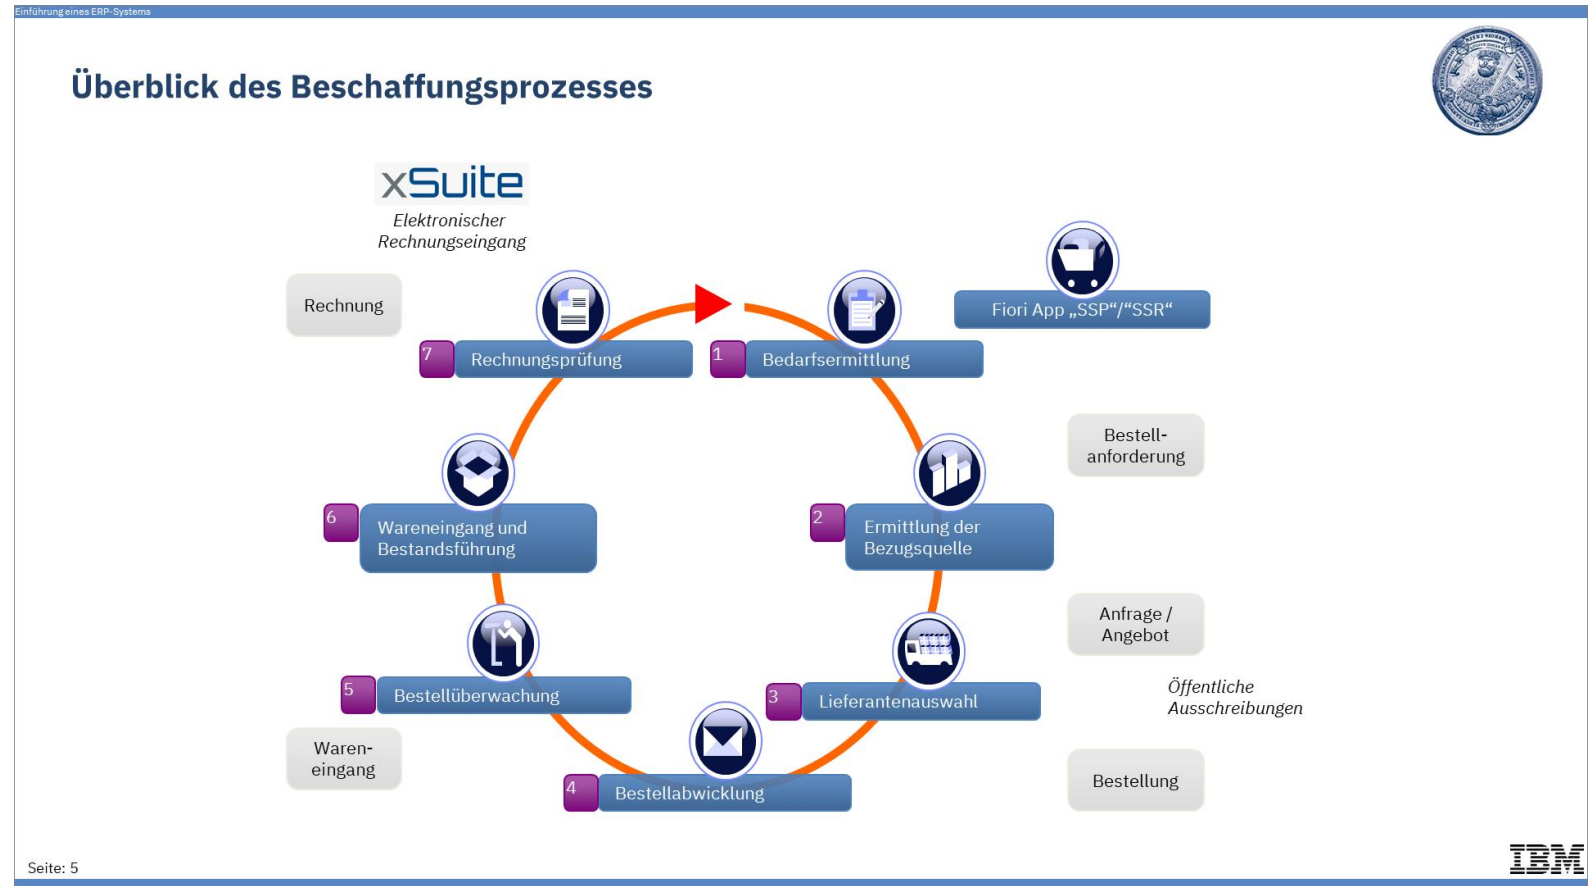 Einführung eines ERP-Systems
Überblick des Beschaffungsprozesses
xSuite
Elektronischer
Rechnungseingang
Rechnung
Fiori App „SSP“/“SSR“
7
Rechnungsprüfung
1
Bedarfsermittlung
Bestell-
anforderung
6
Wareneingang und
Bestandsführung
2
Ermittlung der
Bezugsquelle
Anfrage /
Angebot
5
Bestellüberwachung
3
Lieferantenauswahl
Öffentliche
Ausschreibungen
Waren-
eingang
4
Bestellabwicklung
Bestellung
Seite: 5
IBM